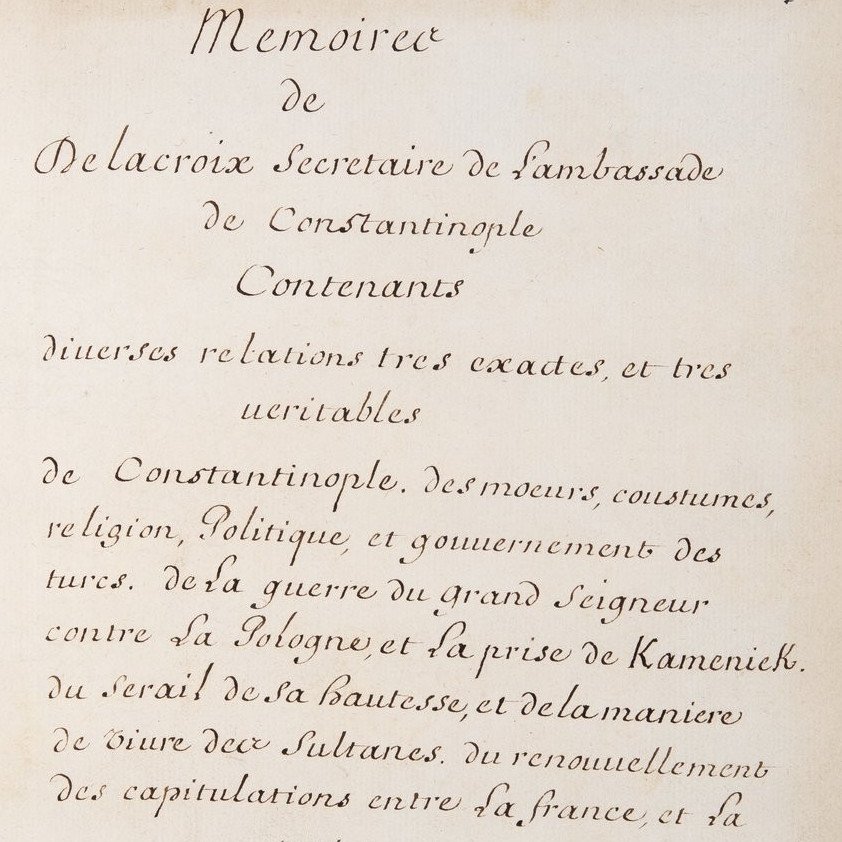 Memoires
de
Delacroix Secretaire de L'ambassade
de Constantinople
Contenants
diuerses relations tres exactes, et tres
ueritables
de Constantinople. des moeurs, coustumes,
religion, Politique, et gouuernement des
turcs. de La guerre du grand Seigneur
contre La Pologne, et La prise de Kameniek.
du Serail de Sa hautesse, et de la maniere
de viure des Sultanes. du renouuellement
des capitulations entre La france, et La